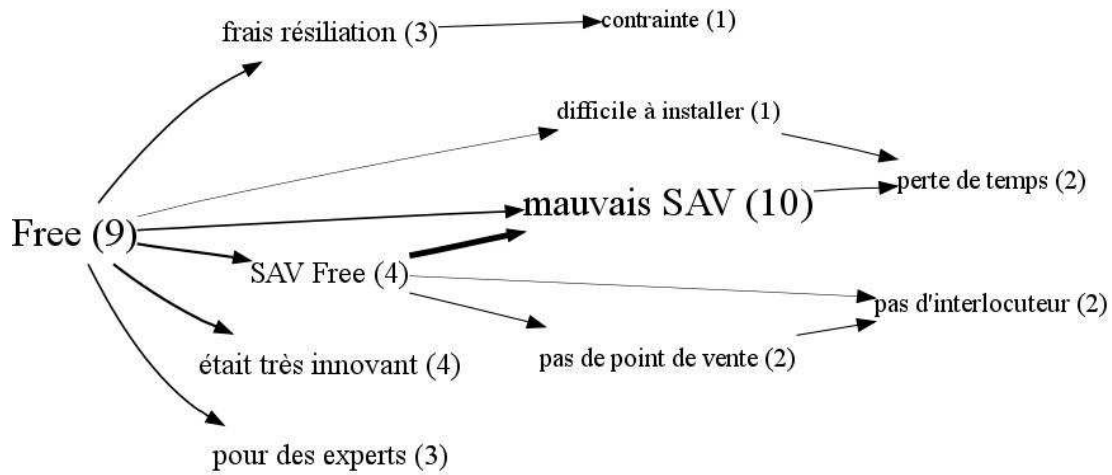 frais résiliation (3)
contrainte (1)
difficile à installer (1)
perte de temps (2)
mauvais SAV (10)
Free (9)
SAV Free (4)
pas d'interlocuteur (2)
pas de point de vente (2)
était très innovant (4)
pour des experts (3)